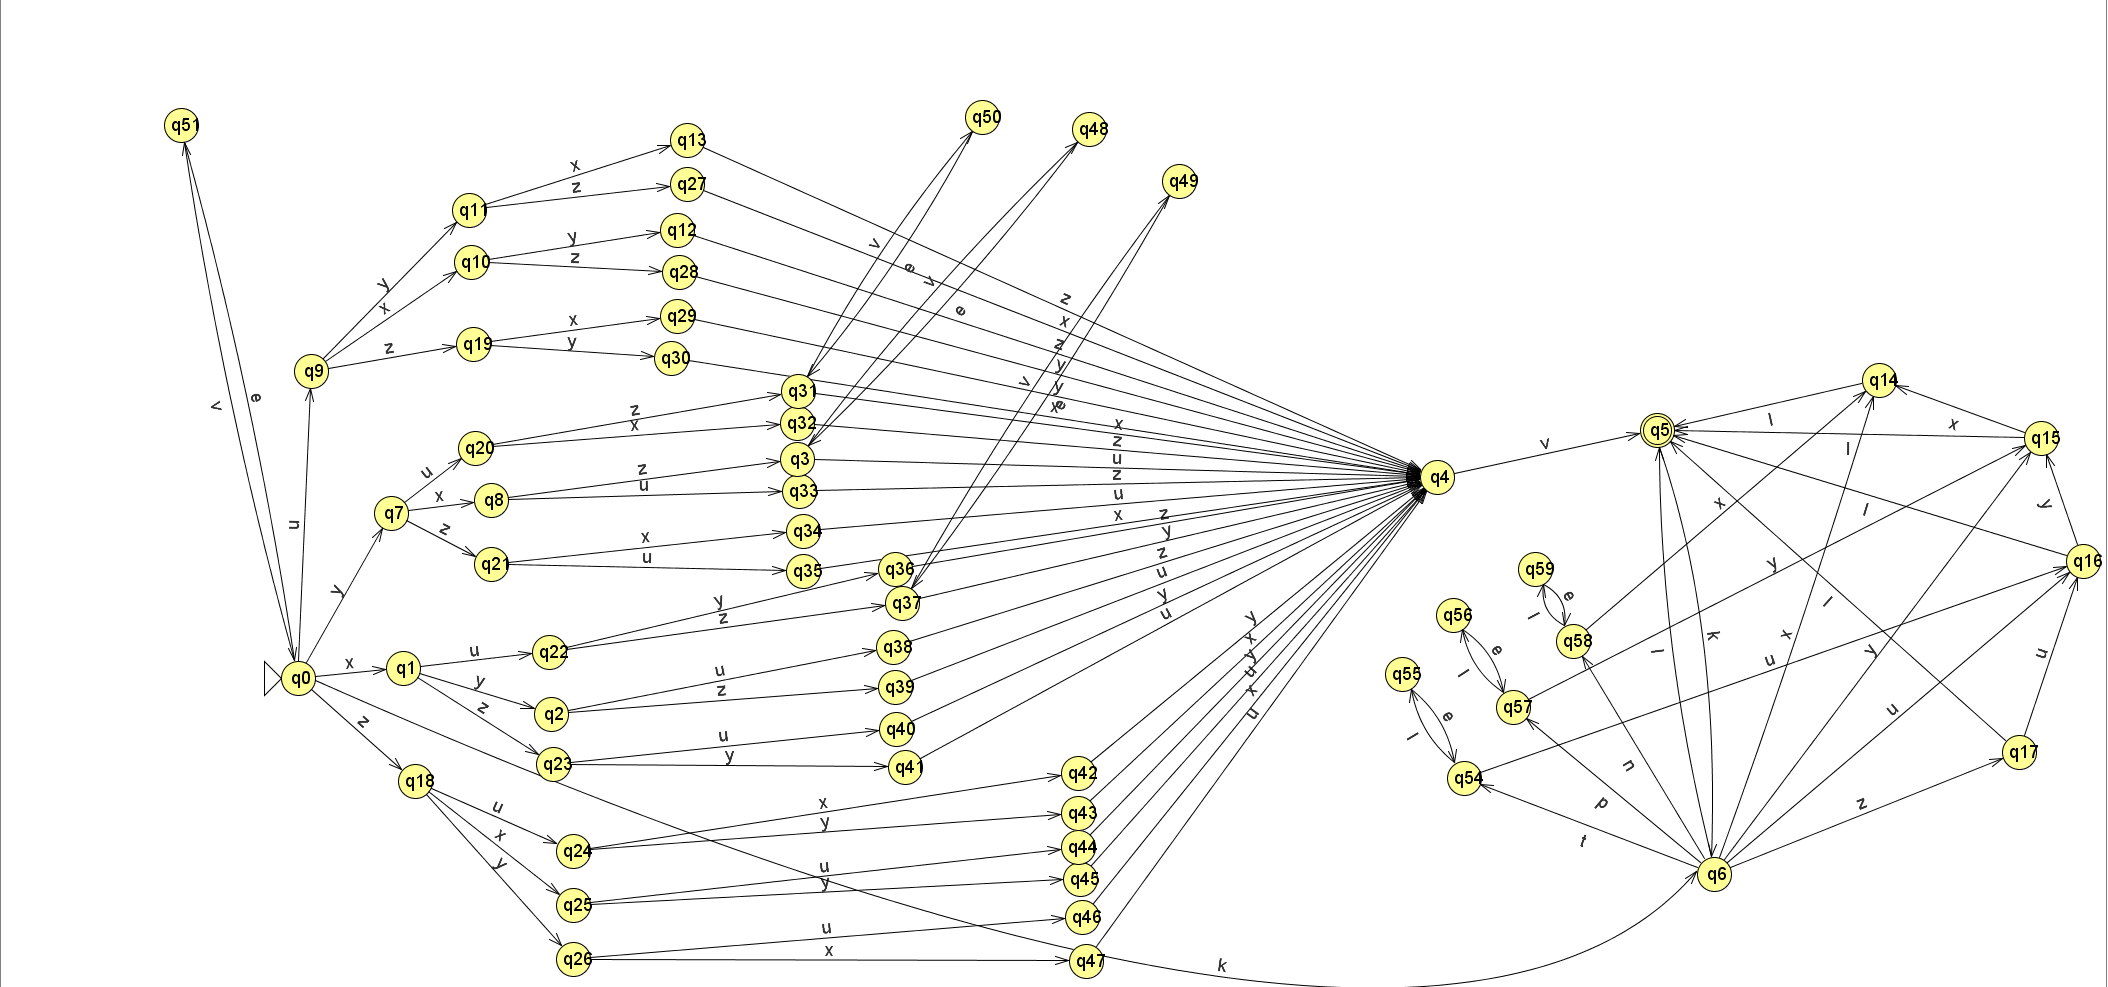 q50
q51
q48
q13
x
q49
q27
z
q11
q12
y
v
q10
z
q28
e
v
y
z
x
e
q29
x
x
q19
y
z
z
q30
y
q9
v
y
q14
q31
e
x
e
v
z
x
q32
x
l
x
q5
v
z
q15
q20
l
q3
u
u
z
q4
z
q33
x
u
q8
u
y
l
q7
x
z
u
n
q34
z
x
y
q21
u
z
q35
q36
u
q16
y
q59
e
y
q37
y
y
z
u
l
l
q56
y
x
k
x
q58
q38
u
e
l
y
q22
x
q1
u
y
u
n
q0
u
l
q55
z
x
y
q39
u
z
q57
u
q2
e
z
u
q40
l
q17
n
q23
y
q41
q18
q42
q54
x
z
p
u
q43
y
x
t
q24
q44
y
u
q6
q45
y
q25
q46
u
x
q26
q47
k